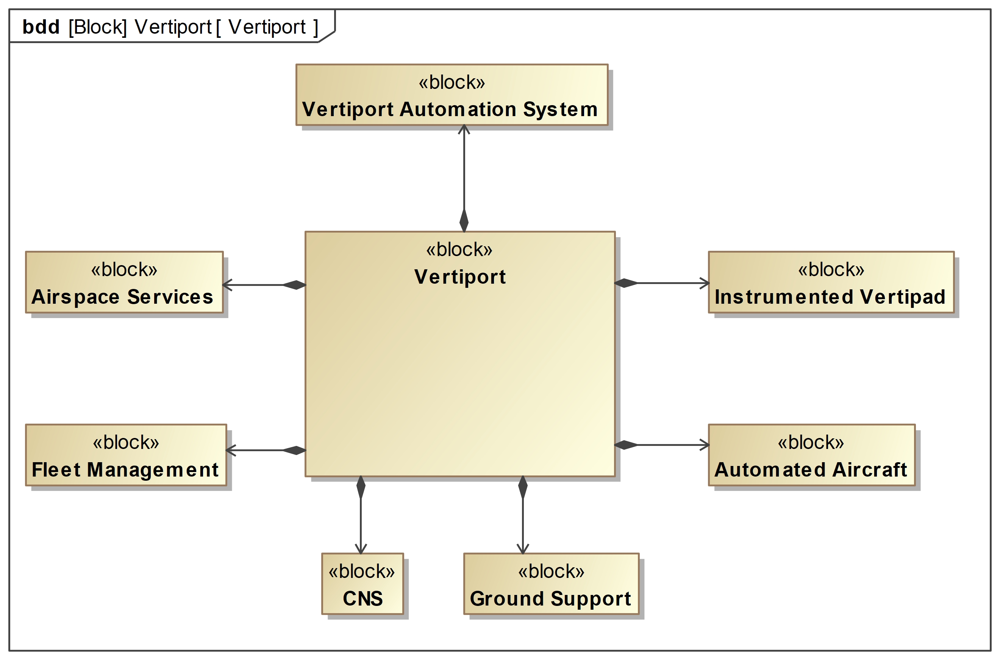 bdd [Block] Vertiport [ Vertiport ]
«block»
Vertiport Automation System
«block»
Vertiport
«block»
Airspace Services
«block»
Instrumented Vertipad
«block»
Fleet Management
«block»
Automated Aircraft
«block»
CNS
«block»
Ground Support